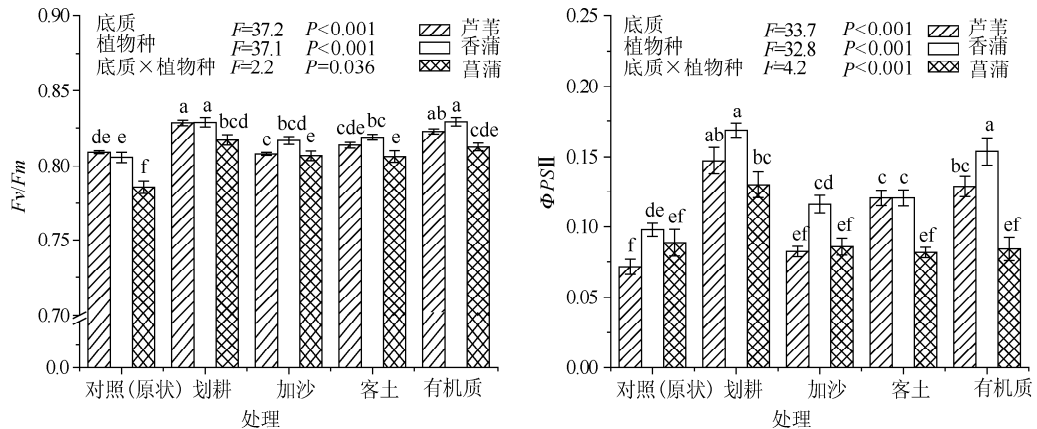 0.90
0.85
0.80
0.75
0.70
0.0
Fv/Fm
底质 F=37.2 P<0.001 芦苇
植物种 F=37.1 P<0.001 香蒲
底质×植物种 F=2.2 P=0.036 菖蒲
de e f a a bcd c bcd e cde bc e ab a cde
对照(原状) 划耕 加沙 客土 有机质
处理
0.25
0.20
0.15
0.10
0.05
0.00
ΦPSⅡ
底质 F=33.7 P<0.001 芦苇
植物种 F=32.8 P<0.001 香蒲
底质×植物种 F=4.2 P<0.001 菖蒲
f de ef ab a bc ef cd ef c c ef bc a ef
对照(原状) 划耕 加沙 客土 有机质
处理